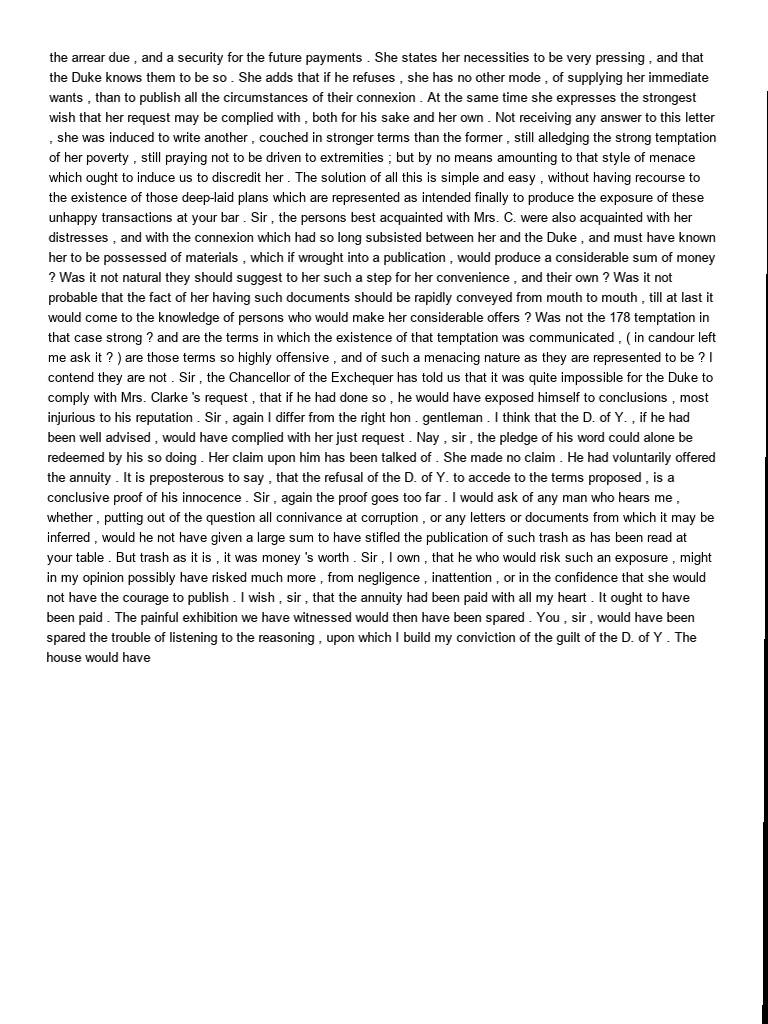 the arrear due , and a security for the future payments . She states her necessities to be very pressing , and that
the Duke knows them to be so . She adds that if he refuses , she has no other mode , of supplying her immediate
wants , than to publish all the circumstances of their connexion . At the same time she expresses the strongest
wish that her request may be complied with , both for his sake and her own . Not receiving any answer to this letter
, she was induced to write another , couched in stronger terms than the former , still alledging the strong temptation
of her poverty , still praying not to be driven to extremities ; but by no means amounting to that style of menace
which ought to induce us to discredit her . The solution of all this is simple and easy , without having recourse to
the existence of those deep-laid plans which are represented as intended finally to produce the exposure of these
unhappy transactions at your bar . Sir , the persons best acquainted with Mrs. C. were also acquainted with her
distresses , and with the connexion which had so long subsisted between her and the Duke , and must have known
her to be possessed of materials , which if wrought into a publication , would produce a considerable sum of money
? Was it not natural they should suggest to her such a step for her convenience , and their own ? Was it not
probable that the fact of her having such documents should be rapidly conveyed from mouth to mouth , till at last it
would come to the knowledge of persons who would make her considerable offers ? Was not the 178 temptation in
that case strong ? and are the terms in which the existence of that temptation was communicated , ( in candour left
me ask it ? ) are those terms so highly offensive , and of such a menacing nature as they are represented to be ? I
contend they are not . Sir , the Chancellor of the Exchequer has told us that it was quite impossible for the Duke to
comply with Mrs. Clarke 's request , that if he had done so , he would have exposed himself to conclusions , most
injurious to his reputation . Sir , again I differ from the right hon . gentleman . I think that the D. of Y. , if he had
been well advised , would have complied with her just request . Nay , sir , the pledge of his word could alone be
redeemed by his so doing . Her claim upon him has been talked of . She made no claim . He had voluntarily offered
the annuity . It is preposterous to say , that the refusal of the D. of Y. to accede to the terms proposed , is a
conclusive proof of his innocence . Sir , again the proof goes too far . I would ask of any man who hears me ,
whether , putting out of the question all connivance at corruption , or any letters or documents from which it may be
inferred , would he not have given a large sum to have stifled the publication of such trash as has been read at
your table . But trash as it is , it was money 's worth . Sir , I own , that he who would risk such an exposure , might
in my opinion possibly have risked much more , from negligence , inattention , or in the confidence that she would
not have the courage to publish . I wish , sir , that the annuity had been paid with all my heart . It ought to have
been paid . The painful exhibition we have witnessed would then have been spared . You , sir , would have been
spared the trouble of listening to the reasoning , upon which I build my conviction of the guilt of the D. of Y . The
house would have